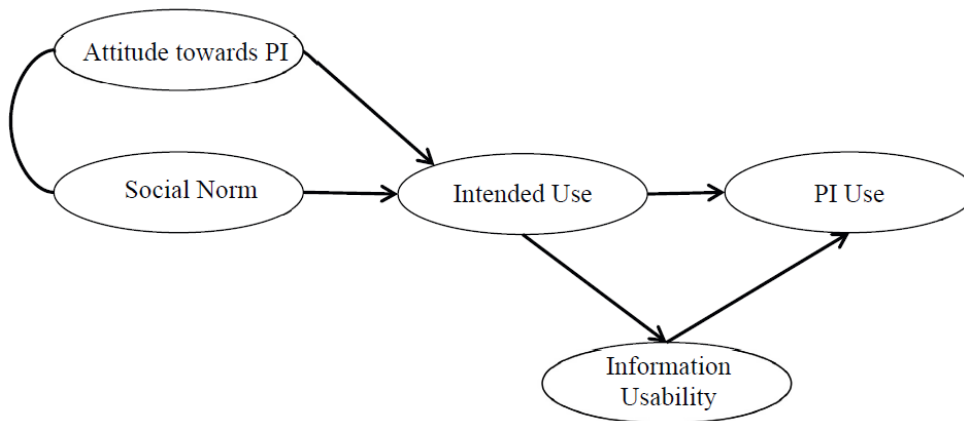 Attitude towards PI
Social Norm
Intended Use
PI Use
Information
Usability